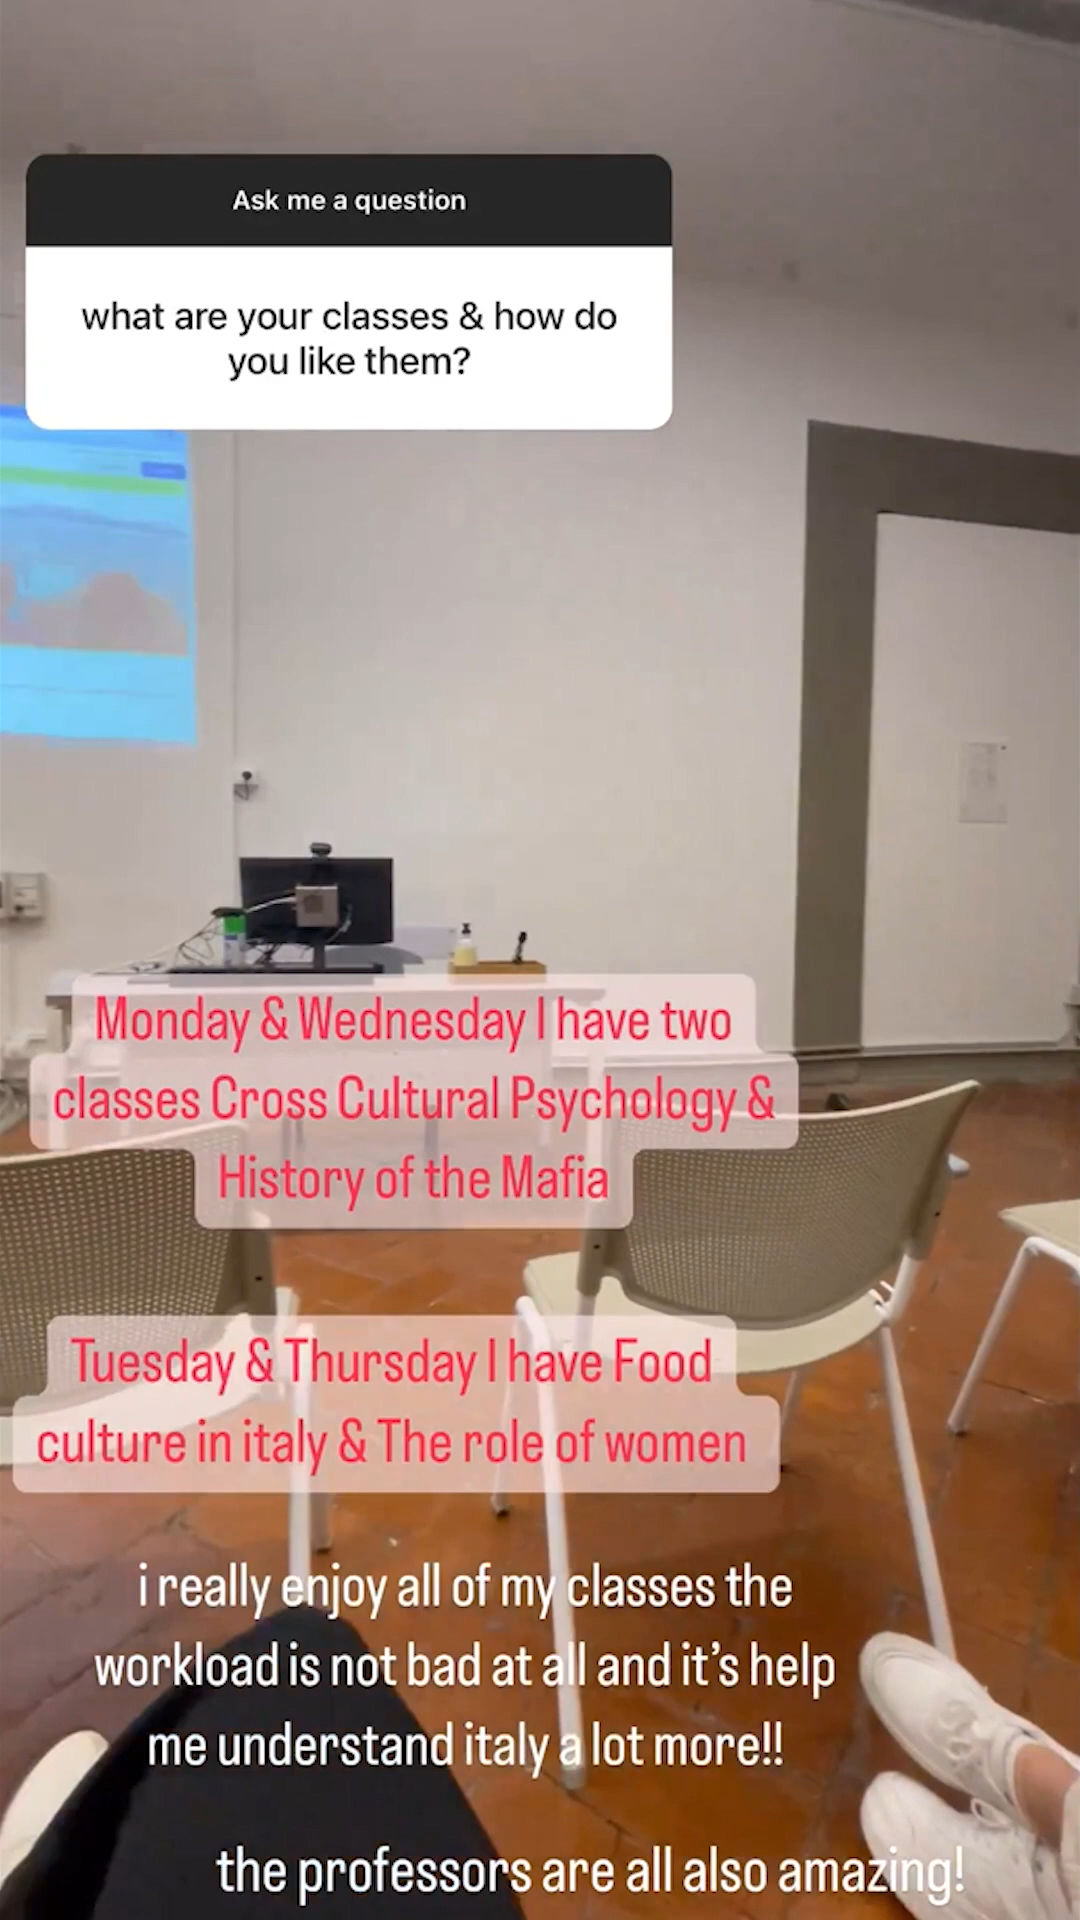 Ask me a question
what are your classes & how do
you like them?
Monday & Wednesday I have two
classes Cross Cultural Psychology &
History of the Mafia
Tuesday & Thursday I have Food
culture in italy & The role of women
i really enjoy all of my classes the
workload is not bad at all and it's help
me understand italy a lot more!!
the professors are all also amazing!